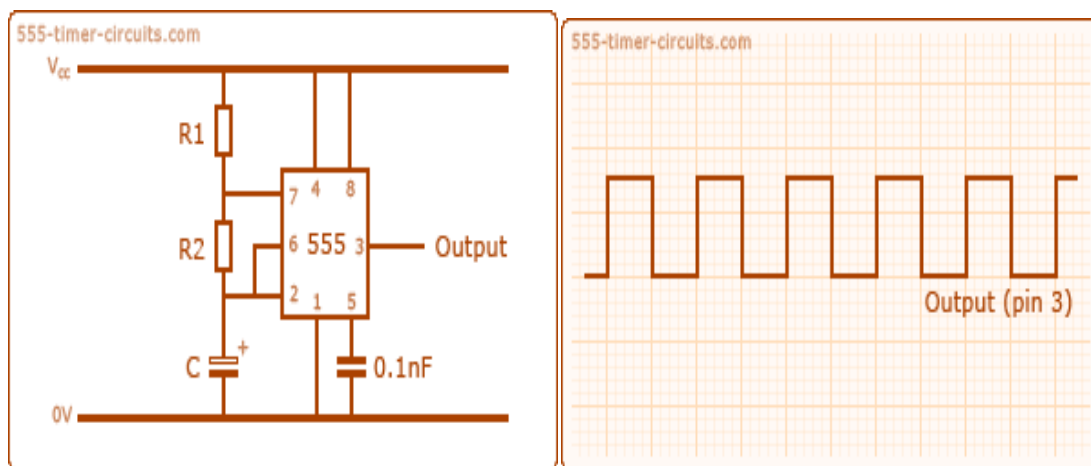 555-timer-circuits.com
Vcc
R1
7 4 8
R2
6 555 3 Output
2 1 5
C + 0.1nF
0V
555-timer-circuits.com
Output (pin 3)